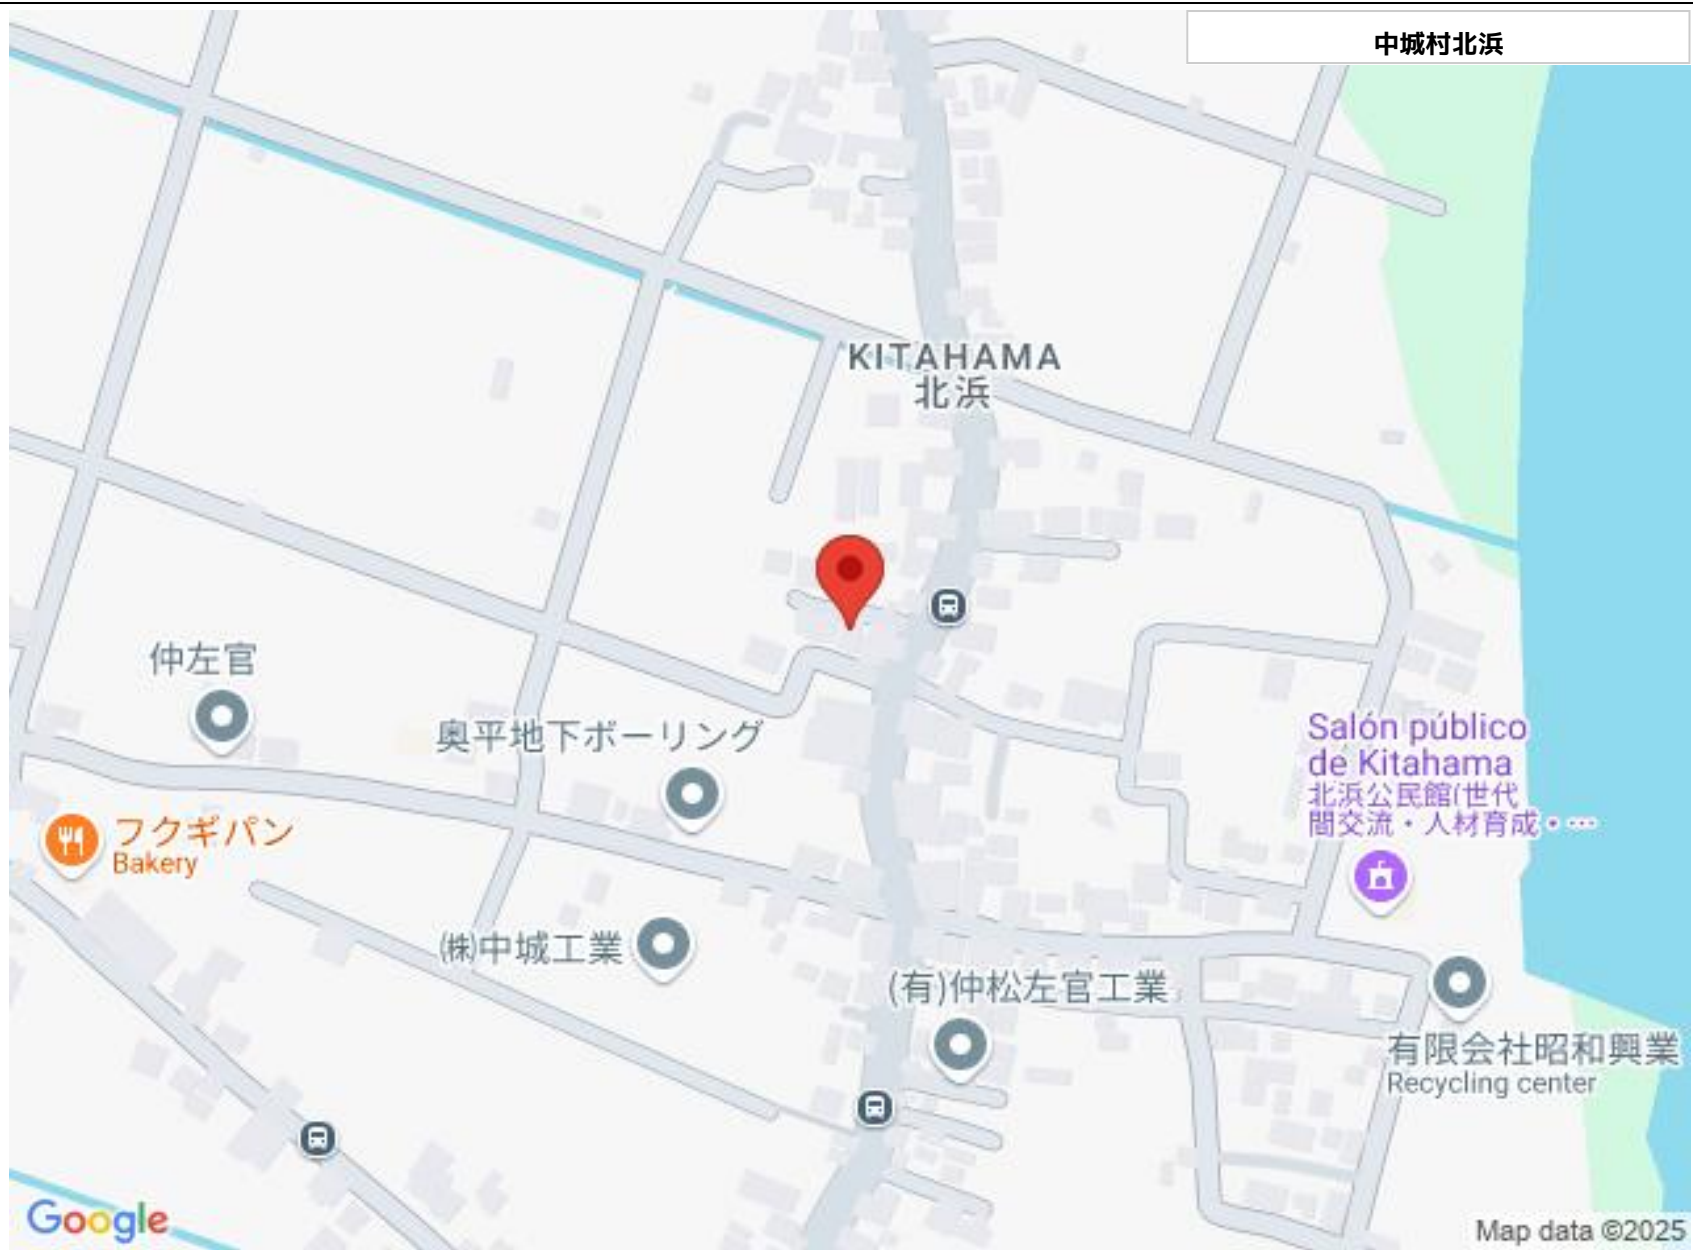 中城村北浜
KITAHAMA
北浜
仲左官
奥平地下ボーリング
Salón público
de Kitahama
北浜公民館(世代
間交流・人材育成・…
フクギパン
Bakery
㈱中城工業
(有)仲松左官工業
有限会社昭和興業
Recycling center
Google
Map data ©2025